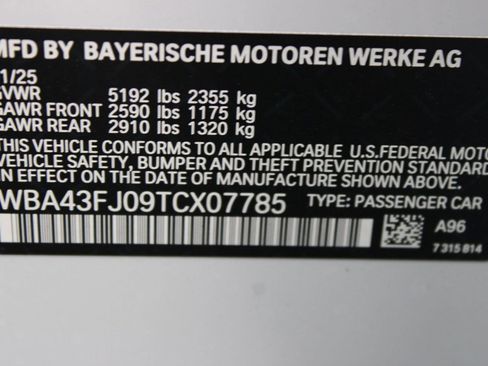 MFD BY BAYERISCHE MOTOREN WERKE AG
1/25
GVWR 5192 lbs 2355 kg
GAWR FRONT 2590 lbs 1175 kg
GAWR REAR 2910 lbs 1320 kg
THIS VEHICLE CONFORMS TO ALL APPLICABLE U.S.FEDERAL MOTO
VEHICLE SAFETY, BUMPER AND THEFT PREVENTION STANDARD
IN EFFECT ON THE DATE OF MANUFACTURE SHOWN ABOVE
WBA43FJ09TCX07785 TYPE: PASSENGER CAR
A96
7 315 814